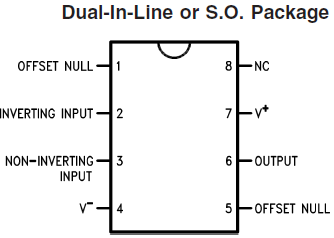 Dual-In-Line or S.O. Package
OFFSET NULL 1
8 NC
INVERTING INPUT 2
7 V+
NON-INVERTING 3
INPUT
6 OUTPUT
V- 4
5 OFFSET NULL